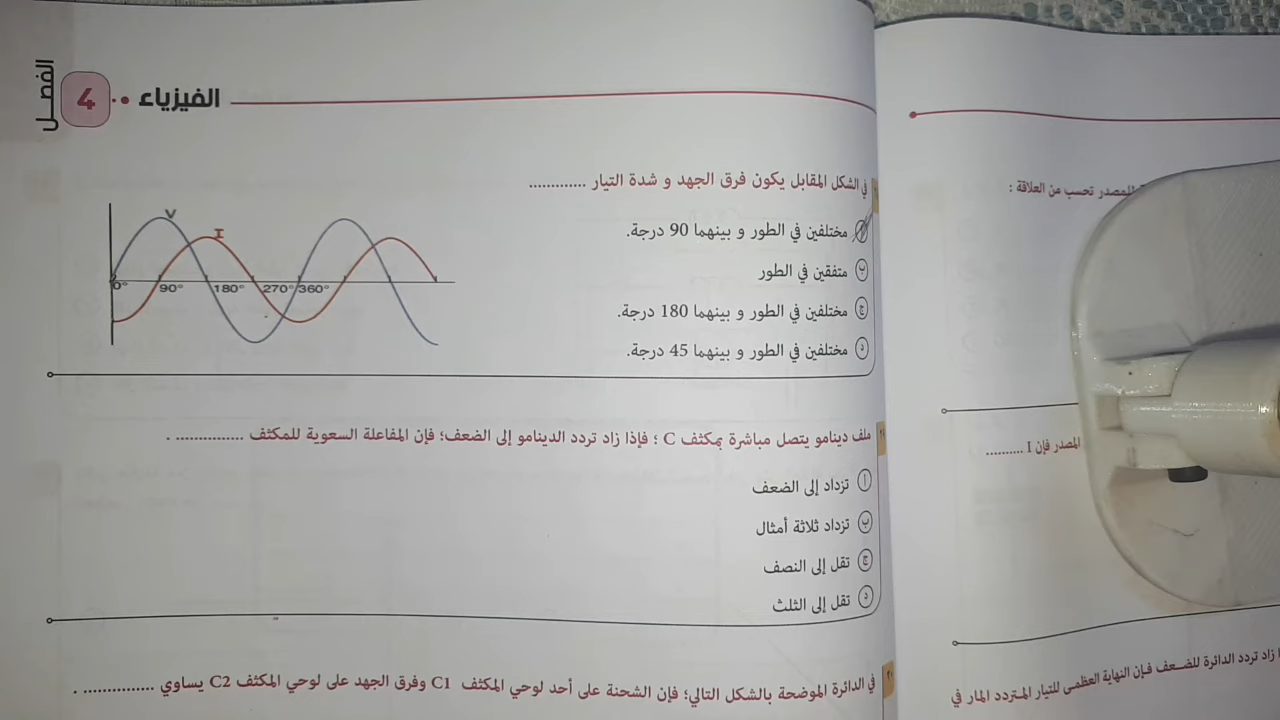 الفصل
4
الفيزياء
في الشكل المقابل يكون فرق الجهد و شدة التيار .............
أ مختلفين في الطور و بينهما 90 درجة.
ب متفقين في الطور
ج مختلفين في الطور و بينهما 180 درجة.
د مختلفين في الطور و بينهما 45 درجة.
V
I
0° 90° 180° 270° 360°
ملف دينامو يتصل مباشرة بمكثف C ؛ فإذا زاد تردد الدينامو إلى الضعف؛ فإن المفاعلة السعوية للمكثف ............... .
أ تزداد إلى الضعف
ب تزداد ثلاثة أمثال
ج تقل إلى النصف
د تقل إلى الثلث
في الدائرة الموضحة بالشكل التالي؛ فإن الشحنة على أحد لوحي المكثف C1 وفرق الجهد على لوحي المكثف C2 يساوي ............... .
للمصدر تحسب من العلاقة :
المصدر فإن I ..........
زاد تردد الدائرة للضعف فإن النهاية العظمى للتيار المتردد المار في